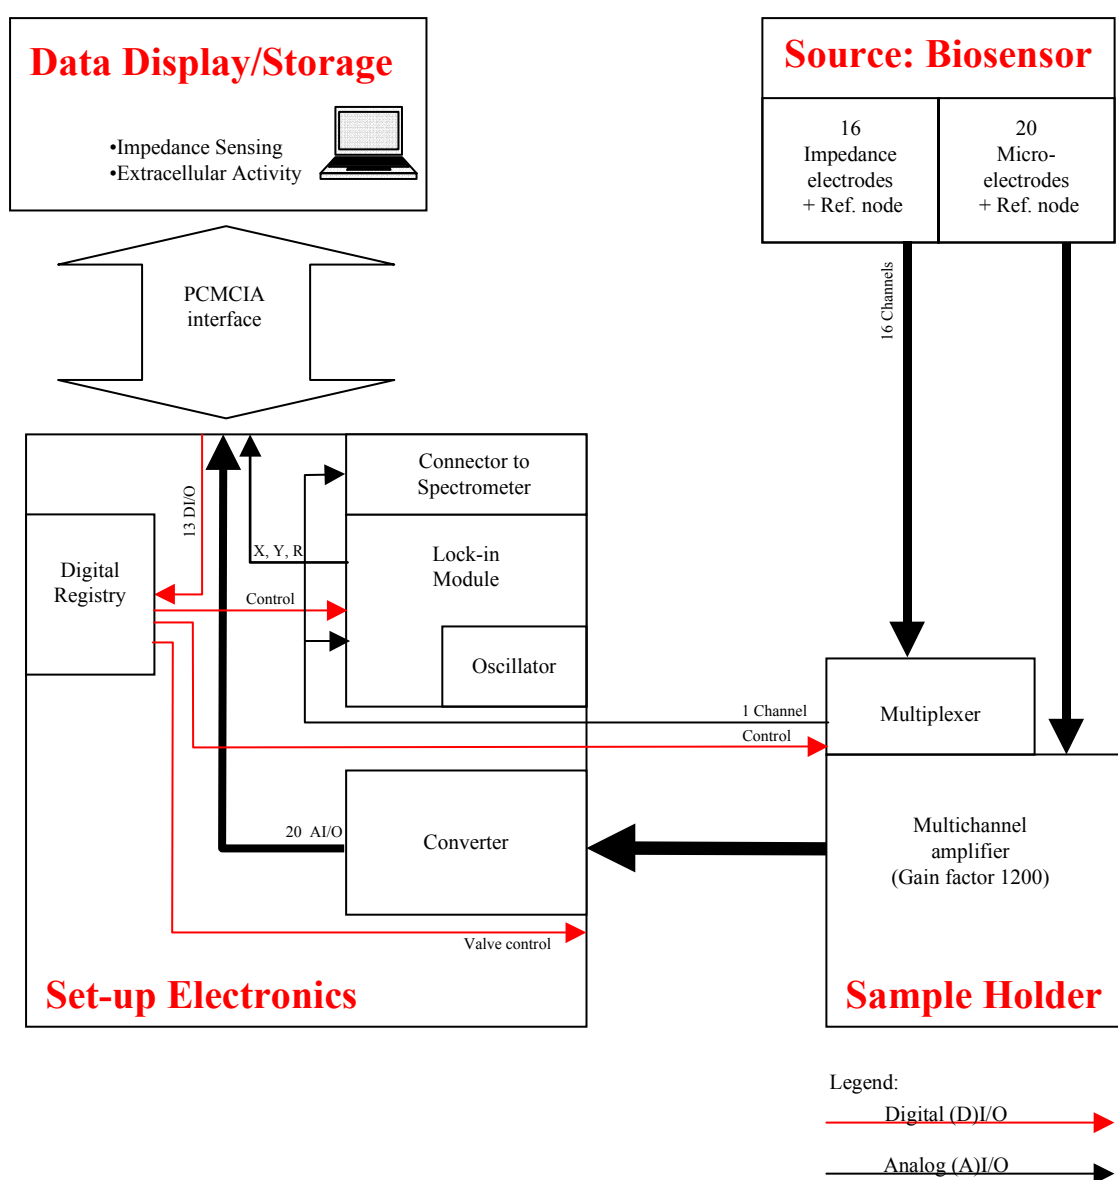 Data Display/Storage
•Impedance Sensing
•Extracellular Activity
Source: Biosensor
16
Impedance
electrodes
+ Ref. node
20
Micro-
electrodes
+ Ref. node
PCMCIA
interface
16 Channels
Connector to
Spectrometer
13 DI/O
X, Y, R
Lock-in
Module
Digital
Registry
Control
Oscillator
1 Channel
Control
Multiplexer
20 AI/O
Converter
Multichannel
amplifier
(Gain factor 1200)
Valve control
Set-up Electronics
Sample Holder
Legend:
Digital (D)I/O
Analog (A)I/O